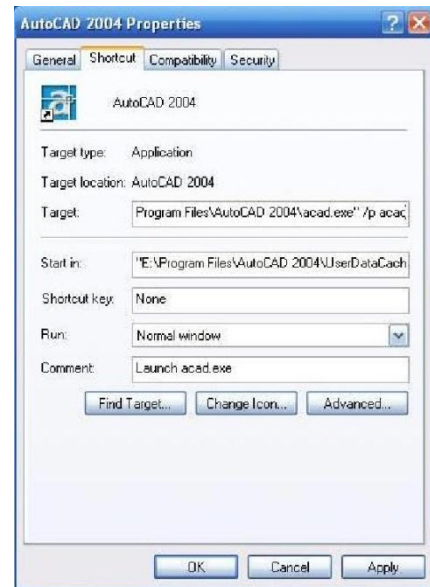 AutoCAD 2004 Properties
General Shortcut Compatibility Security
AutoCAD 2004
Target type: Application
Target location: AutoCAD 2004
Target: Program Files\AutoCAD 2004\acad.exe" /p acad
Start in: "E:\Program Files\AutoCAD 2004\UserDataCach
Shortcut key: None
Run: Normal window
Comment: Launch acad.exe
Find Target... Change Icon... Advanced...
OK Cancel Apply